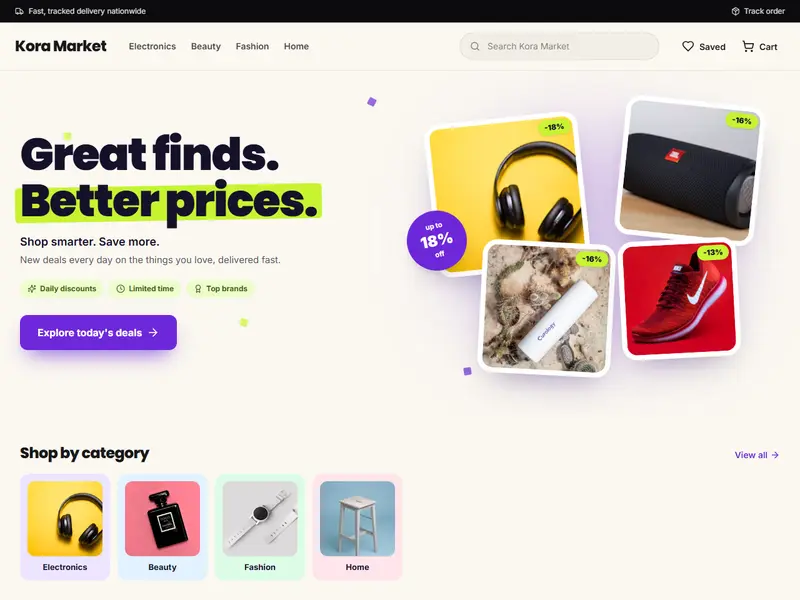 Fast, tracked delivery nationwide
Track order
Kora Market
Electronics
Beauty
Fashion
Home
Search Kora Market
Saved
Cart
Great finds.
Better prices.
Shop smarter. Save more.
New deals every day on the things you love, delivered fast.
Daily discounts
Limited time
Top brands
Explore today's deals
-18%
-16%
up to
18%
off
-16%
-13%
JBL
Curology
Shop by category
View all
Electronics
Beauty
Fashion
Home